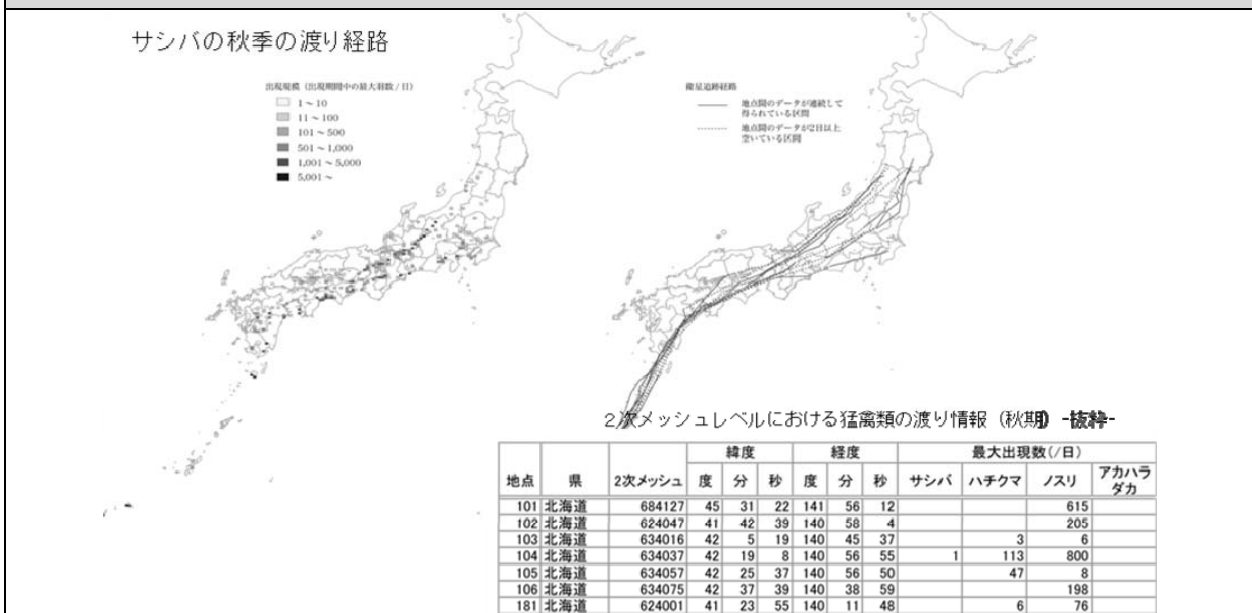 サシバの秋季の渡り経路
出現規模（出現期間中の最大羽数/日）
1～10
11～100
101～500
501～1,000
1,001～5,000
5,001～
衛星追跡経路
地点間のデータが連続して
得られている区間
地点間のデータが2日以上
空いている区間
2次メッシュレベルにおける猛禽類の渡り情報（秋期）-抜粋-
地点 県 2次メッシュ 緯度 経度 最大出現数(/日)
度 分 秒 度 分 秒 サシバ ハチクマ ノスリ アカハラダカ
101 北海道 684127 45 31 22 141 56 12 615
102 北海道 624047 41 42 39 140 58 4 205
103 北海道 634016 42 5 19 140 45 37 3 6
104 北海道 634037 42 19 8 140 56 55 1 113 800
105 北海道 634057 42 25 37 140 56 50 47 8
106 北海道 634075 42 37 39 140 38 59 198
181 北海道 624001 41 23 55 140 11 48 6 76